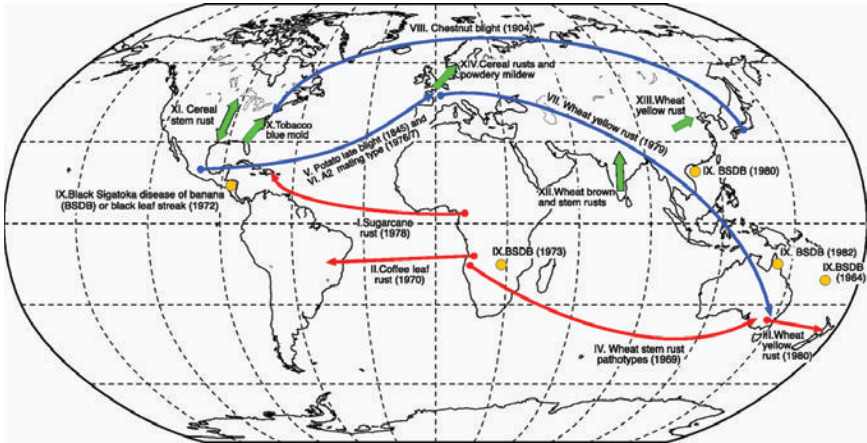 VIII. Chestnut blight (1904)
XIV.Cereal rusts and
powdery mildew
XI. Cereal
stem rust
X.Tobacco
blue mold
VII. Wheat yellow rust (1979)
XIII.Wheat
yellow rust
V. Potato late blight (1845) and
VI. A2 mating type (1976/7)
IX. BSDB (1980)
IX.Black Sigatoka disease of banana
(BSDB) or black leaf streak (1972)
XII.Wheat brown
and stem rusts
I.Sugarcane
rust (1978)
IX.BSDB (1973)
IX. BSDB (1982)
IX.BSDB
(1964)
II.Coffee leaf
rust (1970)
IV. Wheat stem rust
pathotypes (1969)
III.Wheat
yellow
rust (1980)